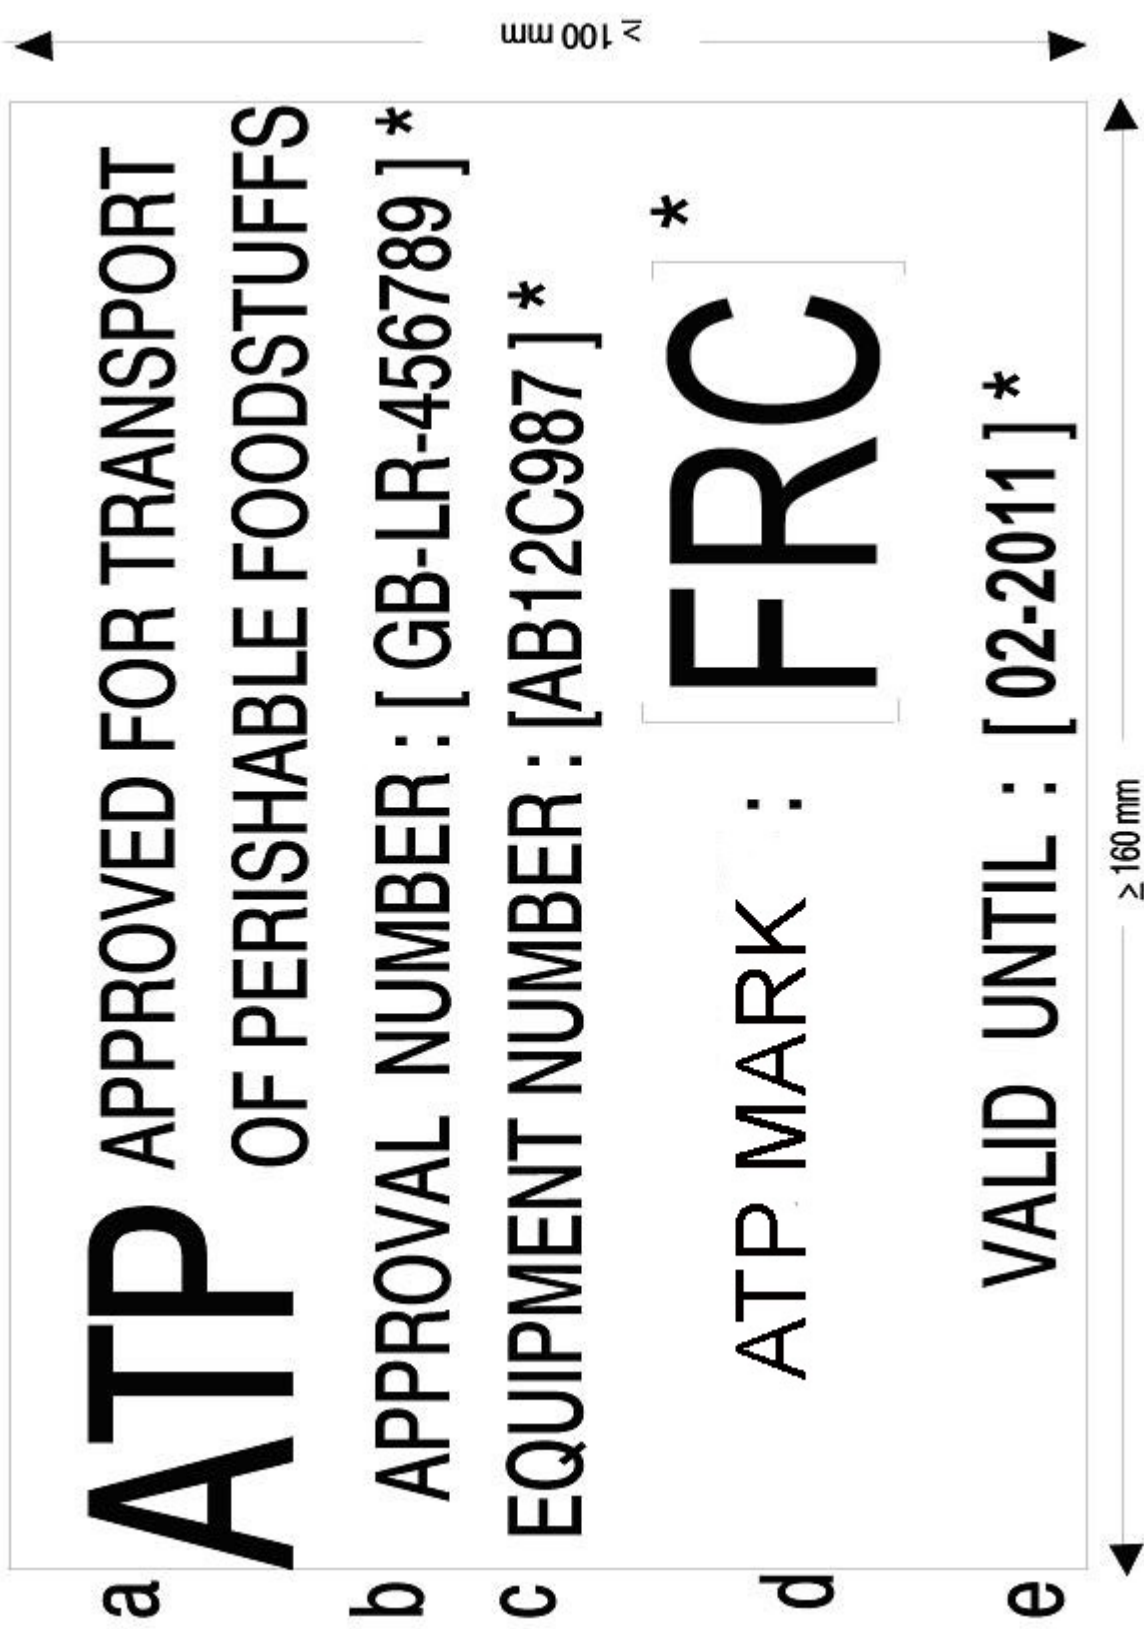 ≥ 100 mm
a ATP APPROVED FOR TRANSPORT
OF PERISHABLE FOODSTUFFS
b APPROVAL NUMBER : [ GB-LR-456789 ] *
c EQUIPMENT NUMBER : [AB12C987 ] *
d ATP MARK : [FRC] *
e VALID UNTIL : [ 02-2011 ] *
≥ 160 mm